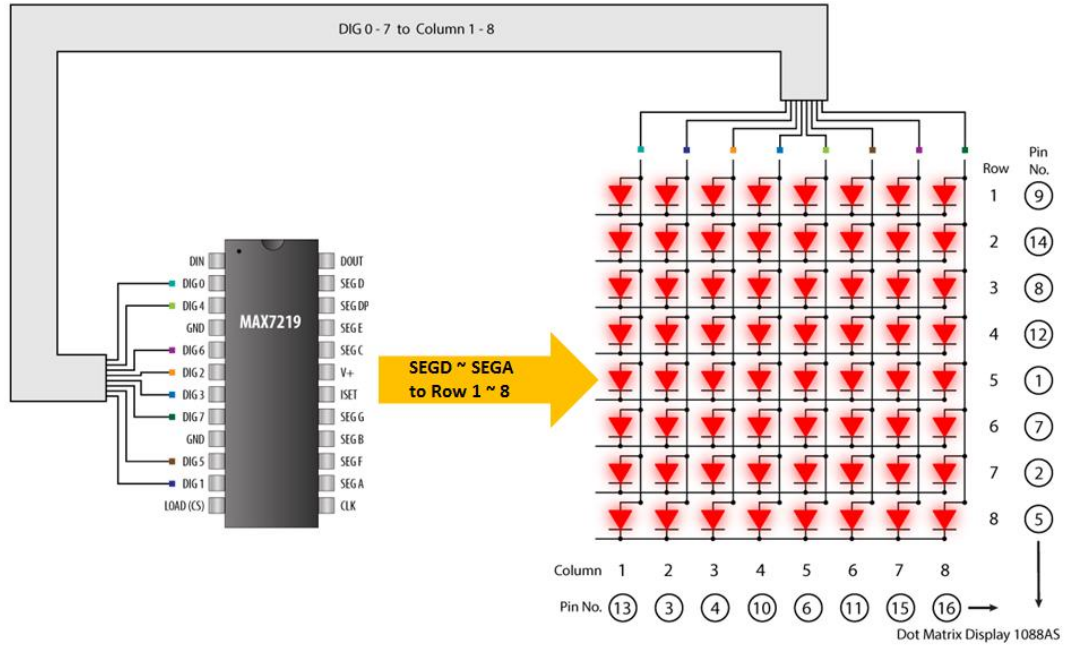 DIG 0 - 7 to Column 1 - 8
Pin
Row No.
1 9
2 14
3 8
4 12
5 1
6 7
7 2
8 5
DIN DOUT
DIG 0 SEG D
DIG 4 SEG DP
GND SEG E
MAX7219
DIG 6 SEG C
DIG 2 V+
DIG 3 ISET
DIG 7 SEG G
GND SEG B
DIG 5 SEG F
DIG 1 SEG A
LOAD (CS) CLK
SEGD ~ SEGA
to Row 1 ~ 8
Column 1 2 3 4 5 6 7 8
Pin No. 13 3 4 10 6 11 15 16
Dot Matrix Display 1088AS